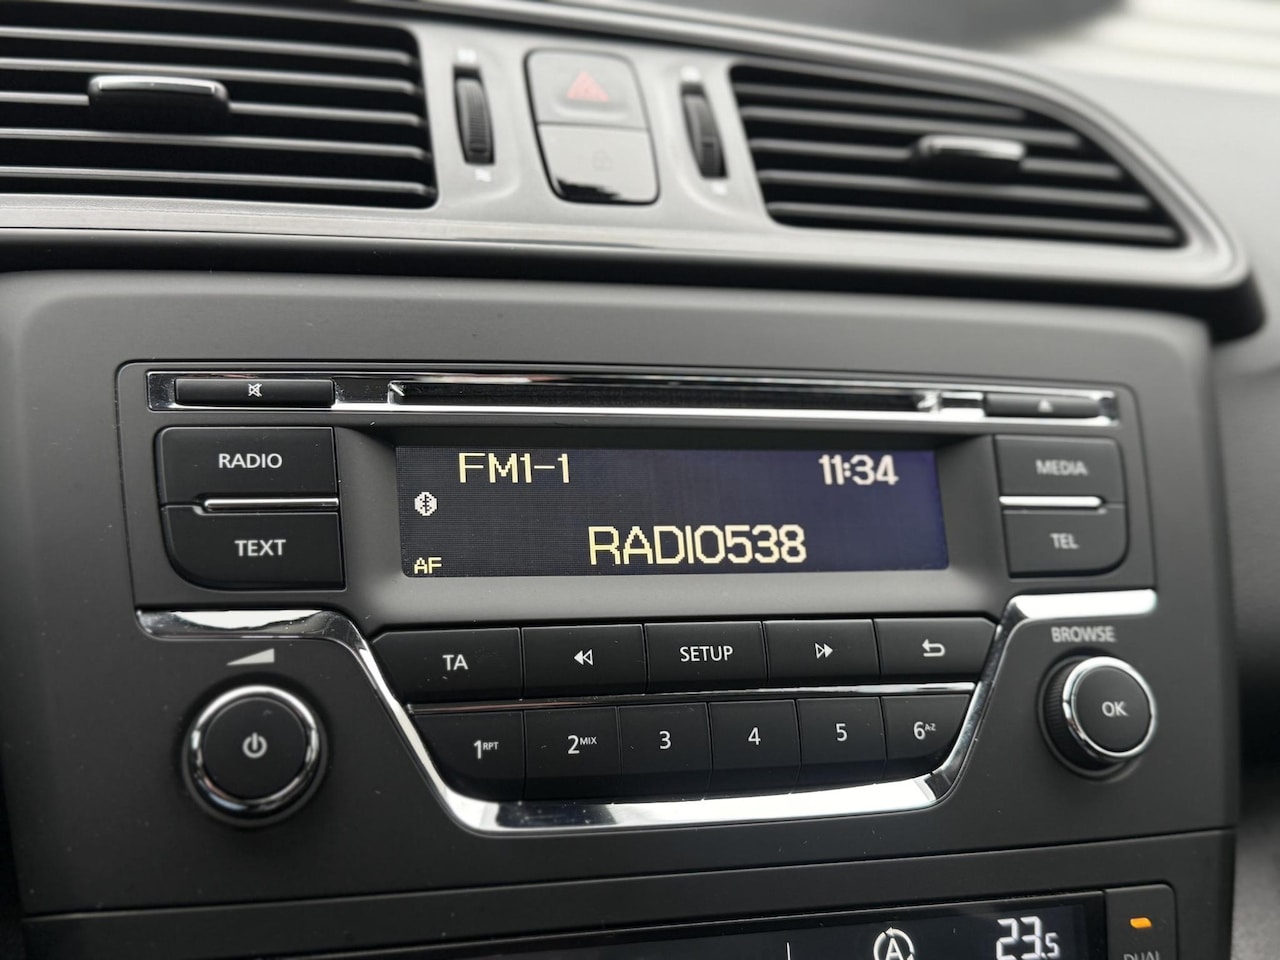 RADIO
TEXT
FM1-1
11:34
AF
RADIO538
MEDIA
TEL
TA
SETUP
BROWSE
OK
1RPT
2MIX
3
4
5
6A-Z
A
23.5
DUAL